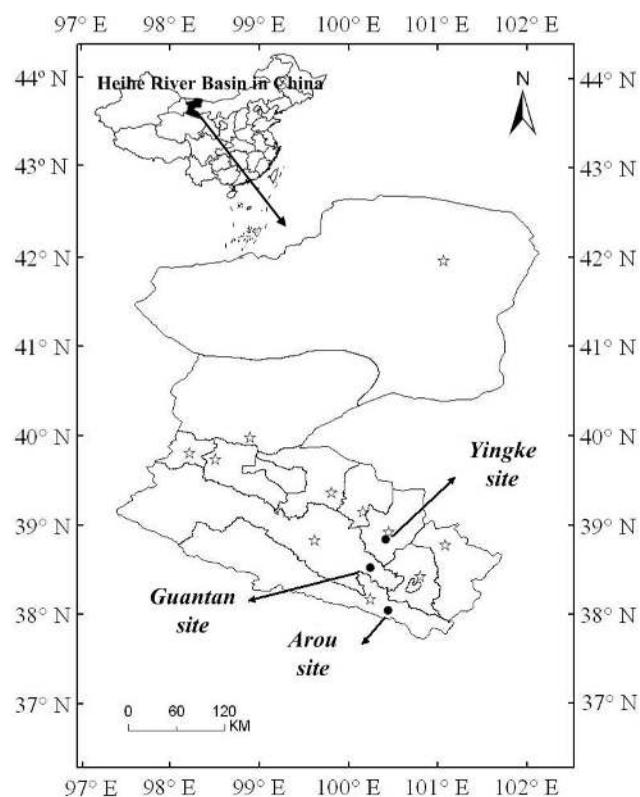 97° E 98° E 99° E 100° E 101° E 102° E
44° N 44° N
Heihe River Basin in China
N
43° N 43° N
42° N 42° N
41° N 41° N
40° N 40° N
Yingke
site
39° N 39° N
Guantan
site
38° N 38° N
Arou
site
37° N 37° N
0 60 120
KM
97° E 98° E 99° E 100° E 101° E 102° E